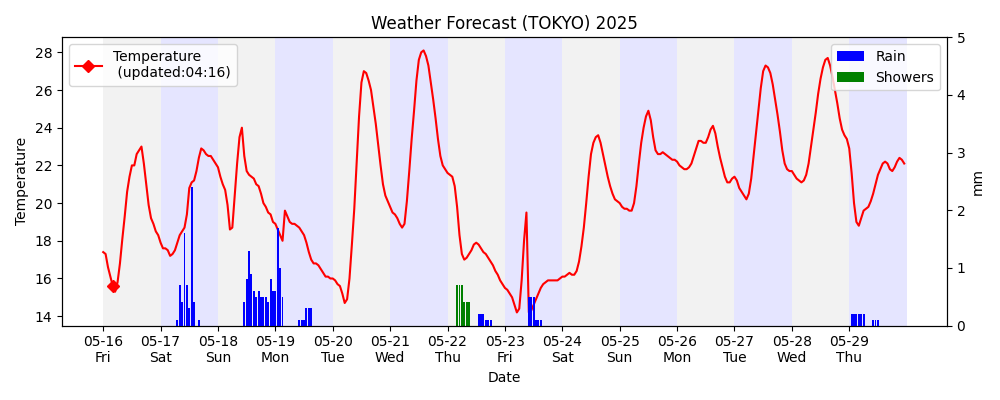 Weather Forecast (TOKYO) 2025
Temperature
(updated:04:16)
Rain
Showers
Temperature
28
26
24
22
20
18
16
14
5
4
3
2
1
0
mm
05-16 05-17 05-18 05-19 05-20 05-21 05-22 05-23 05-24 05-25 05-26 05-27 05-28 05-29
Fri Sat Sun Mon Tue Wed Thu Fri Sat Sun Mon Tue Wed Thu
Date